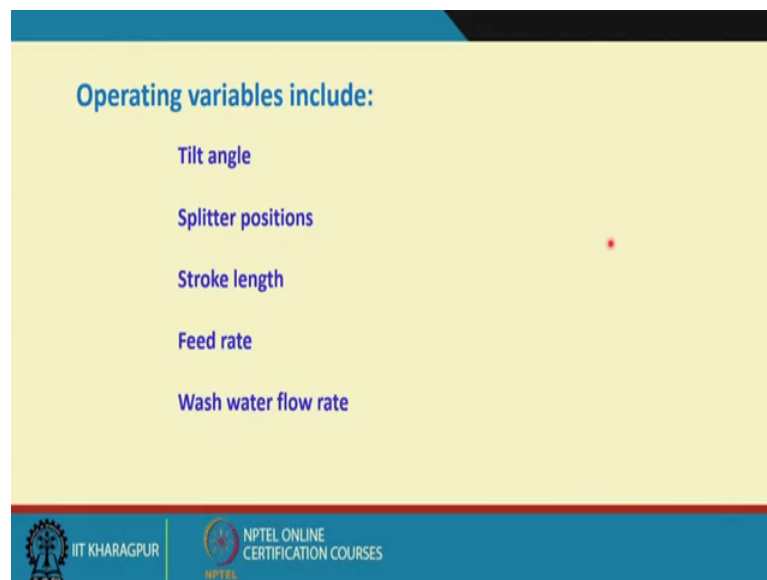 Operating variables include:
Tilt angle
Splitter positions
Stroke length
Feed rate
Wash water flow rate
IIT KHARAGPUR
NPTEL
NPTEL ONLINE
CERTIFICATION COURSES